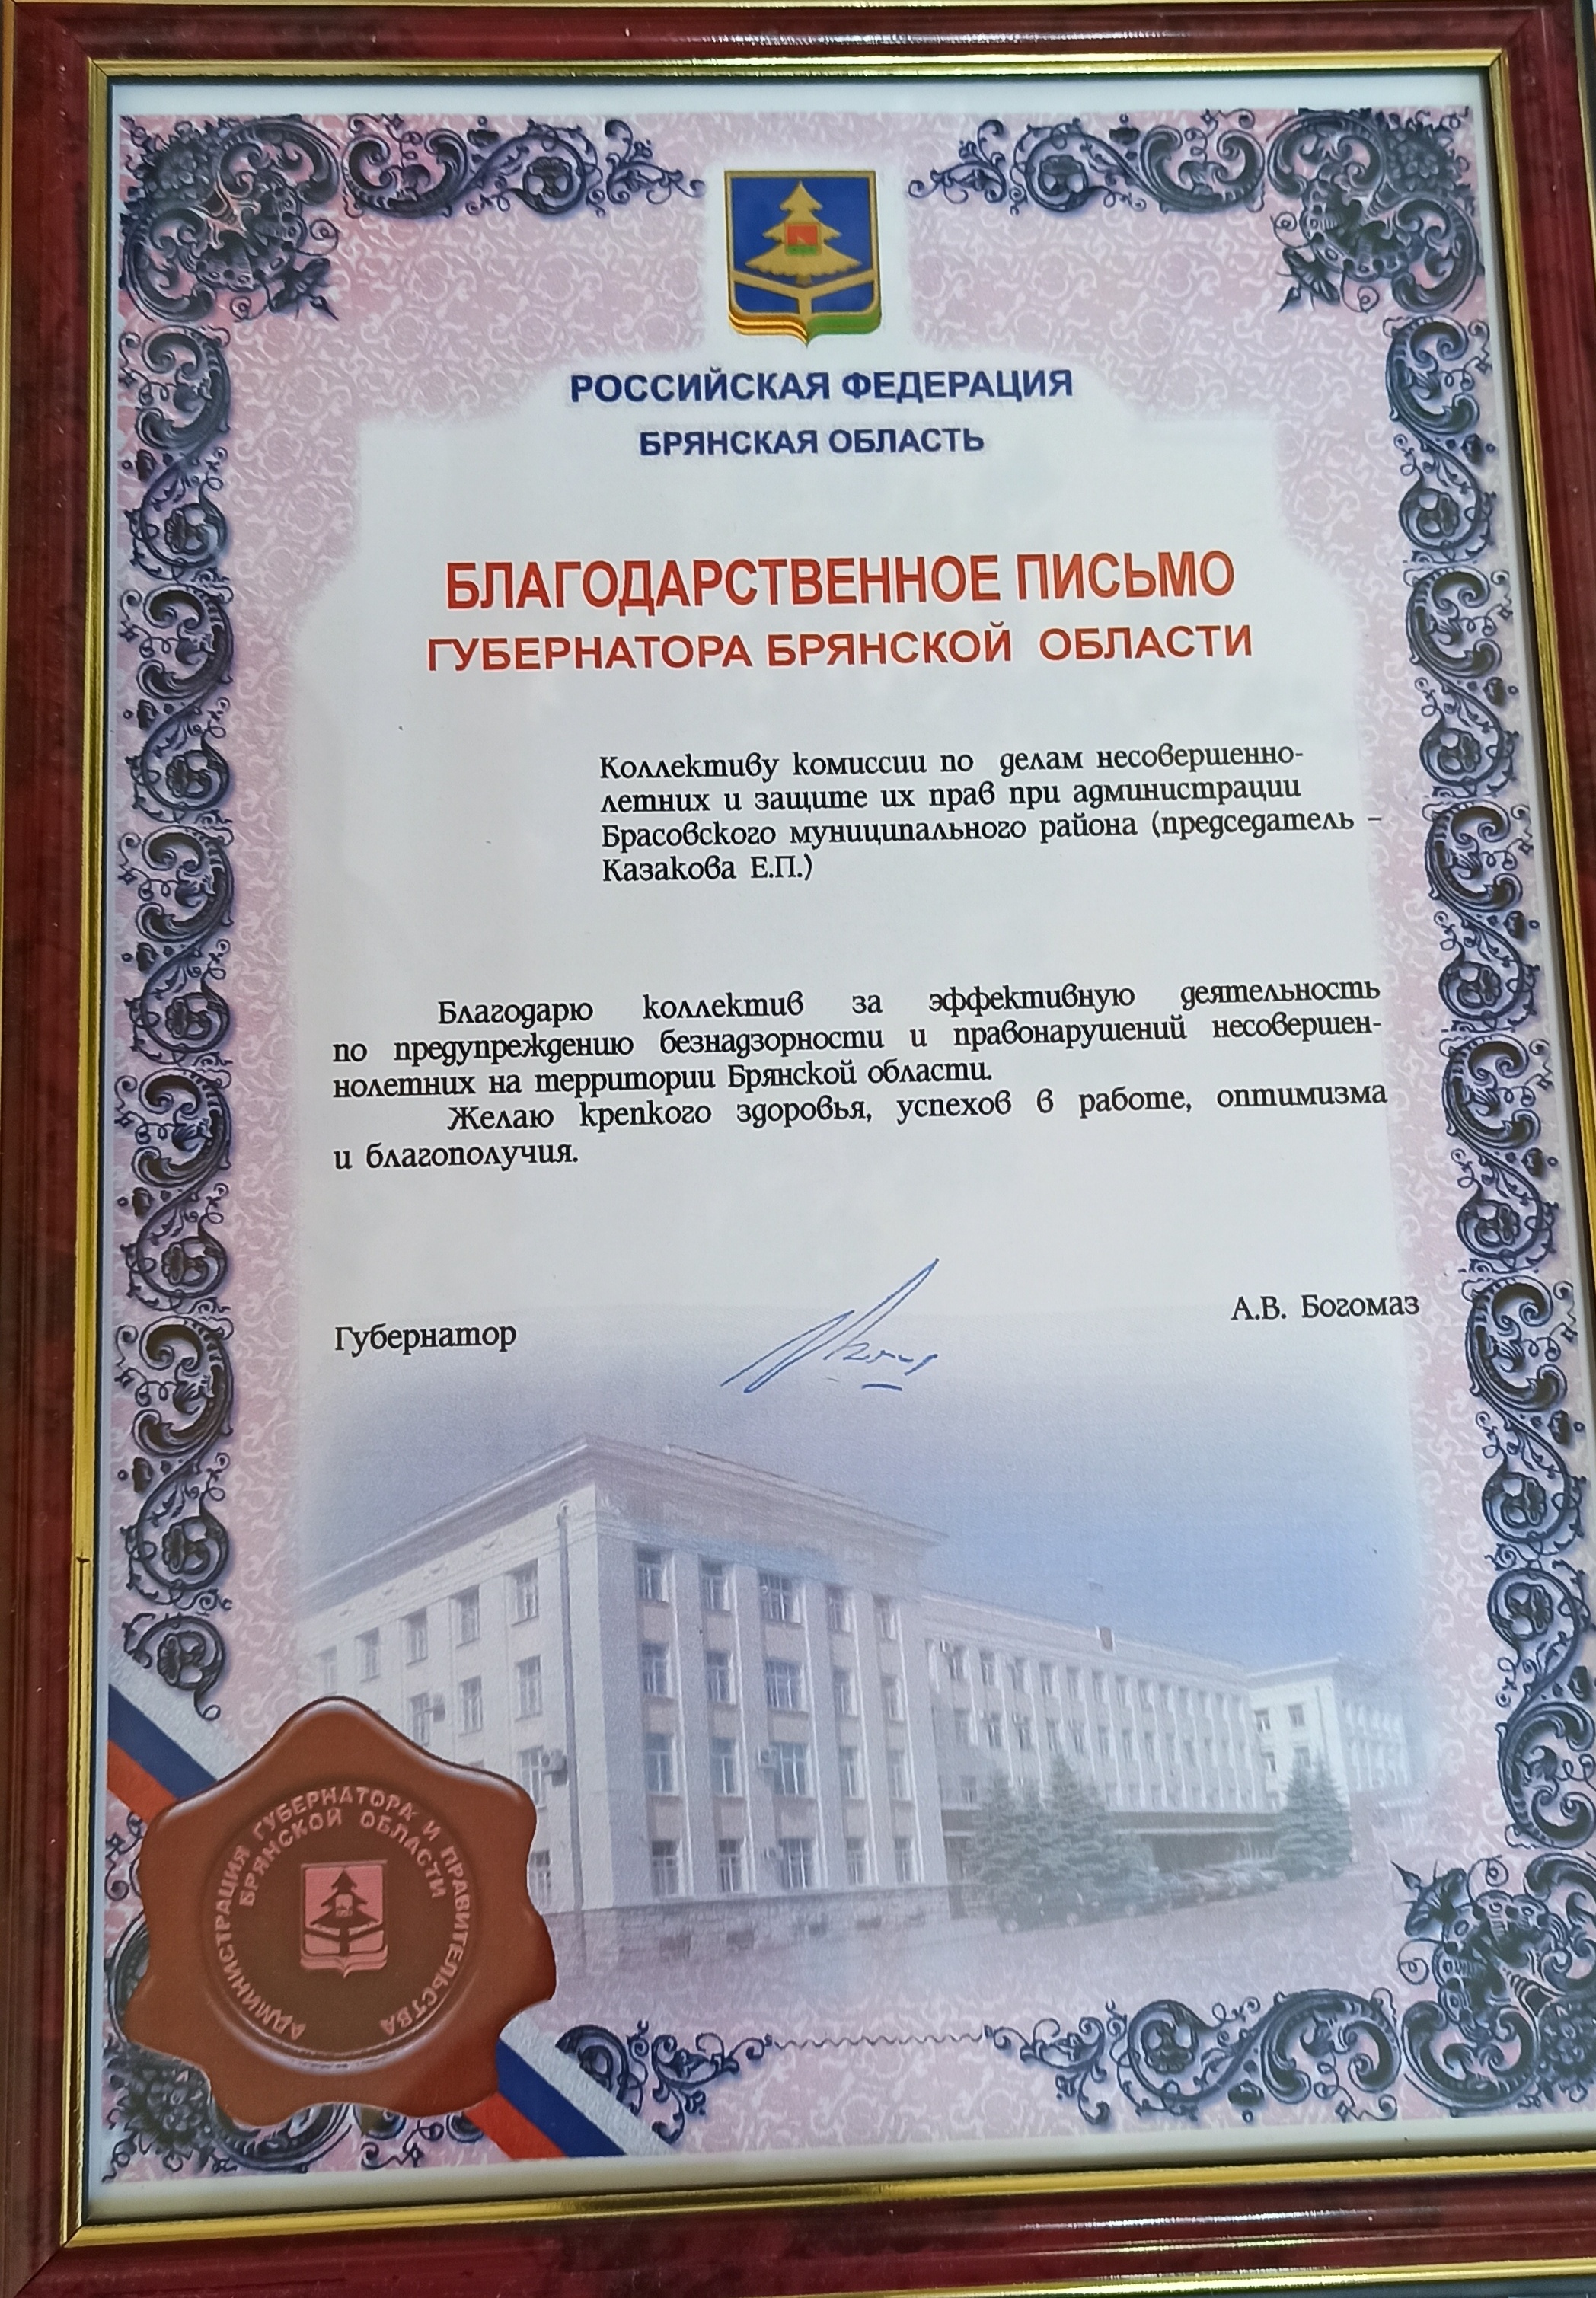 РОССИЙСКАЯ ФЕДЕРАЦИЯ
БРЯНСКАЯ ОБЛАСТЬ
БЛАГОДАРСТВЕННОЕ ПИСЬМО
ГУБЕРНАТОРА БРЯНСКОЙ ОБЛАСТИ
Коллективу комиссии по делам несовершенно-
летних и защите их прав при администрации
Брасовского муниципального района (председатель –
Казакова Е.П.)
Благодарю коллектив за эффективную деятельность
по предупреждению безнадзорности и правонарушений несовершен-
нолетних на территории Брянской области.
Желаю крепкого здоровья, успехов в работе, оптимизма
и благополучия.
Губернатор А.В. Богомаз
АДМИНИСТРАЦИЯ ГУБЕРНАТОРА И ПРАВИТЕЛЬСТВА
БРЯНСКОЙ ОБЛАСТИ